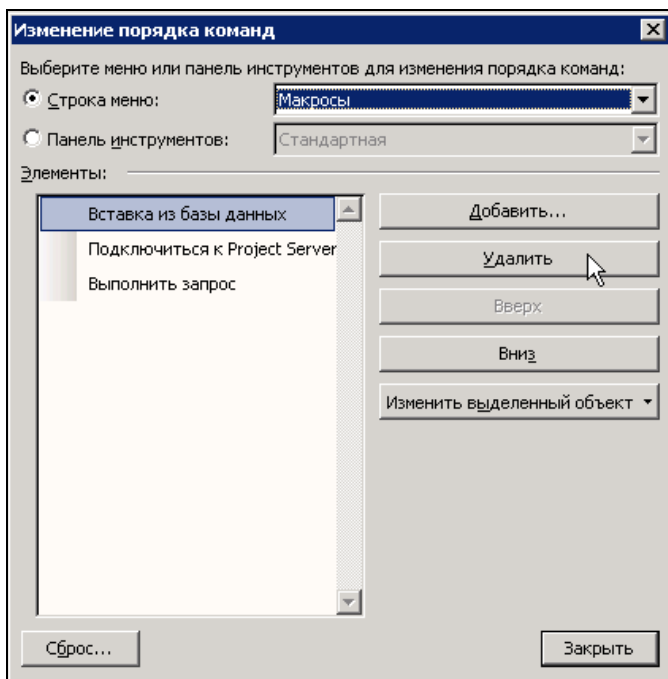 Изменение порядка команд
Выберите меню или панель инструментов для изменения порядка команд:
Строка меню: Макросы
Панель инструментов: Стандартная
Элементы:
Вставка из базы данных
Подключиться к Project Server
Выполнить запрос
Добавить...
Удалить
Вверх
Вниз
Изменить выделенный объект
Сброс...
Закрыть